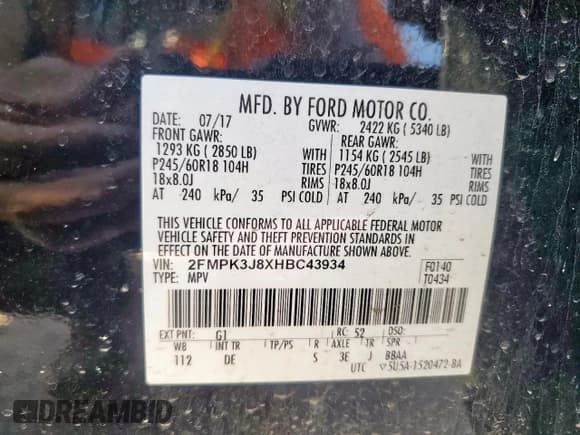 MFD. BY FORD MOTOR CO.
DATE: 07/17 GVWR: 2422 KG ( 5340 LB)
FRONT GAWR: REAR GAWR:
1293 KG ( 2850 LB) WITH 1154 KG ( 2545 LB) WITH
P245/60R18 104H TIRES P245/60R18 104H TIRES
18x8.0J RIMS 18x8.0J RIMS
AT 240 kPa/ 35 PSI COLD AT 240 kPa/ 35 PSI COLD
THIS VEHICLE CONFORMS TO ALL APPLICABLE FEDERAL MOTOR
VEHICLE SAFETY AND THEFT PREVENTION STANDARDS IN
EFFECT ON THE DATE OF MANUFACTURE SHOWN ABOVE.
VIN: 2FMPK3J8XHBC43934 F0140
TYPE: MPV T0434
EXT PNT: G1 RC: 52 DSO:
WB INT TR TP/PS R AXLE TR SPR
112 DE S 3E J BBAA
UTC 5U5A-1520472-BA
DREAMBID